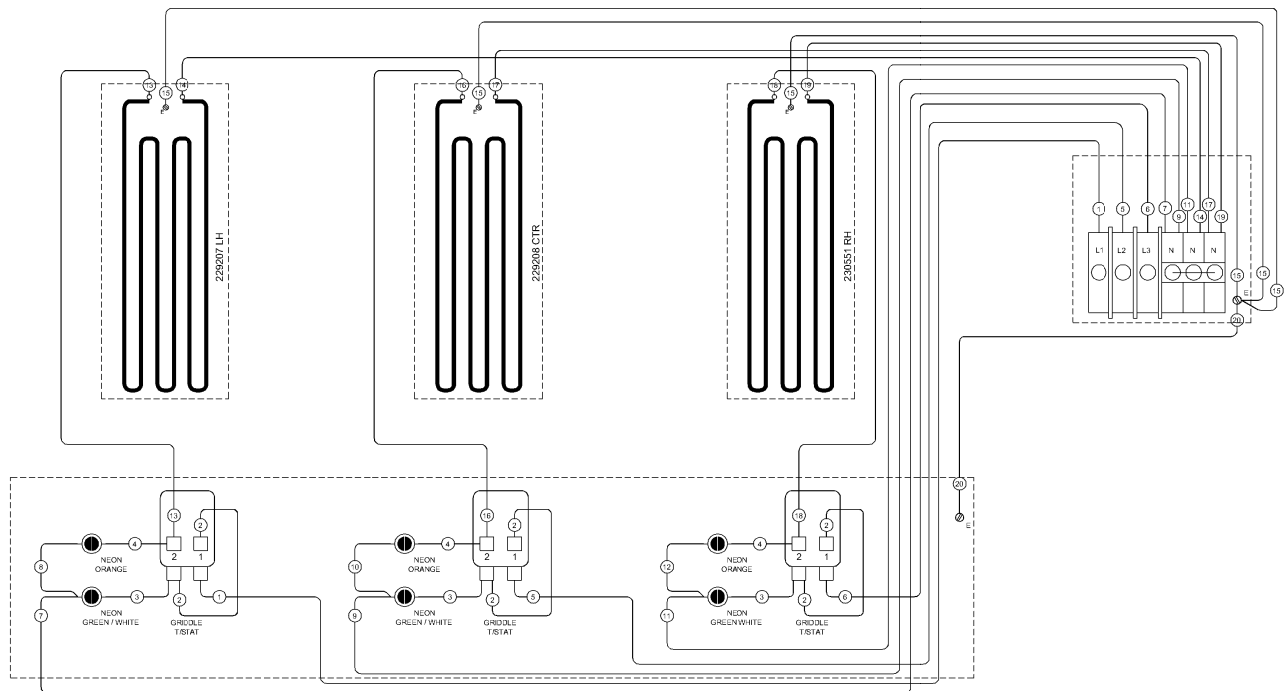 13
15
14
16
15
17
18
15
19
E
E
E
229207 LH
229208 CTR
230551 RH
1
5
6
7
9
11
14
17
19
L1
L2
L3
N
N
N
15
15
15
E
20
20
E
13
2
2
1
4
NEON
ORANGE
8
3
2
1
7
NEON
GREEN / WHITE
GRIDDLE
T/STAT
16
2
2
1
4
NEON
ORANGE
10
3
2
5
9
NEON
GREEN / WHITE
GRIDDLE
T/STAT
18
2
2
1
4
NEON
ORANGE
12
3
2
6
11
NEON
GREEN WHITE
GRIDDLE
T/STAT